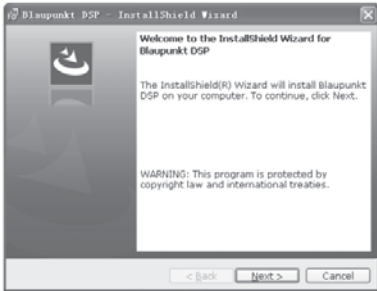 Blaupunkt DSP - InstallShield Wizard
Welcome to the InstallShield Wizard for
Blaupunkt DSP
The InstallShield(R) Wizard will install Blaupunkt
DSP on your computer. To continue, click Next.
WARNING: This program is protected by
copyright law and international treaties.
< Back Next > Cancel